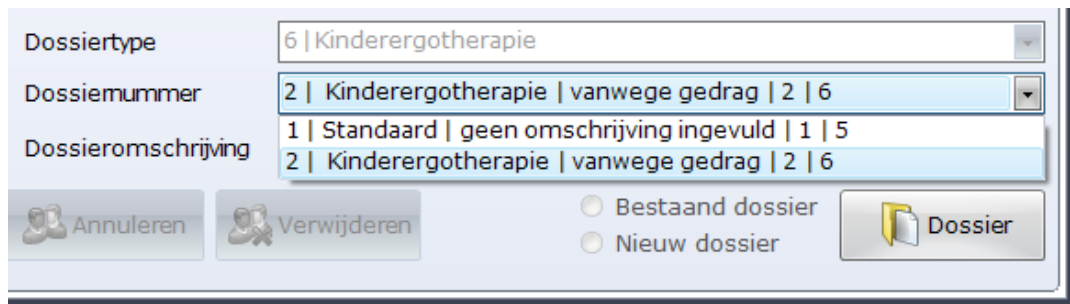 Dossiertype 6 | Kinderergotherapie
Dossiernummer 2 | Kinderergotherapie | vanwege gedrag | 2 | 6
1 | Standaard | geen omschrijving ingevuld | 1 | 5
Dossieromschrijving
2 | Kinderergotherapie | vanwege gedrag | 2 | 6
Annuleren Verwijderen Bestaand dossier Dossier
Nieuw dossier